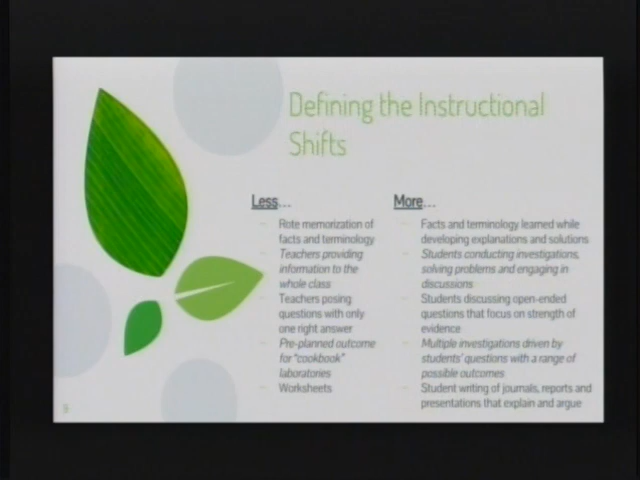 Defining the Instructional
Shifts
Less...
Rote memorization of
facts and terminology
Teachers providing
information to the
whole class
Teachers posing
questions with only
one right answer
Pre-planned outcome
for "cookbook"
laboratories
Worksheets
More...
Facts and terminology learned while
developing explanations and solutions
Students conducting investigations,
solving problems and engaging in
discussions
Students discussing open-ended
questions that focus on strength of
evidence
Multiple investigations driven by
students' questions with a range of
possible outcomes
Student writing of journals, reports and
presentations that explain and argue